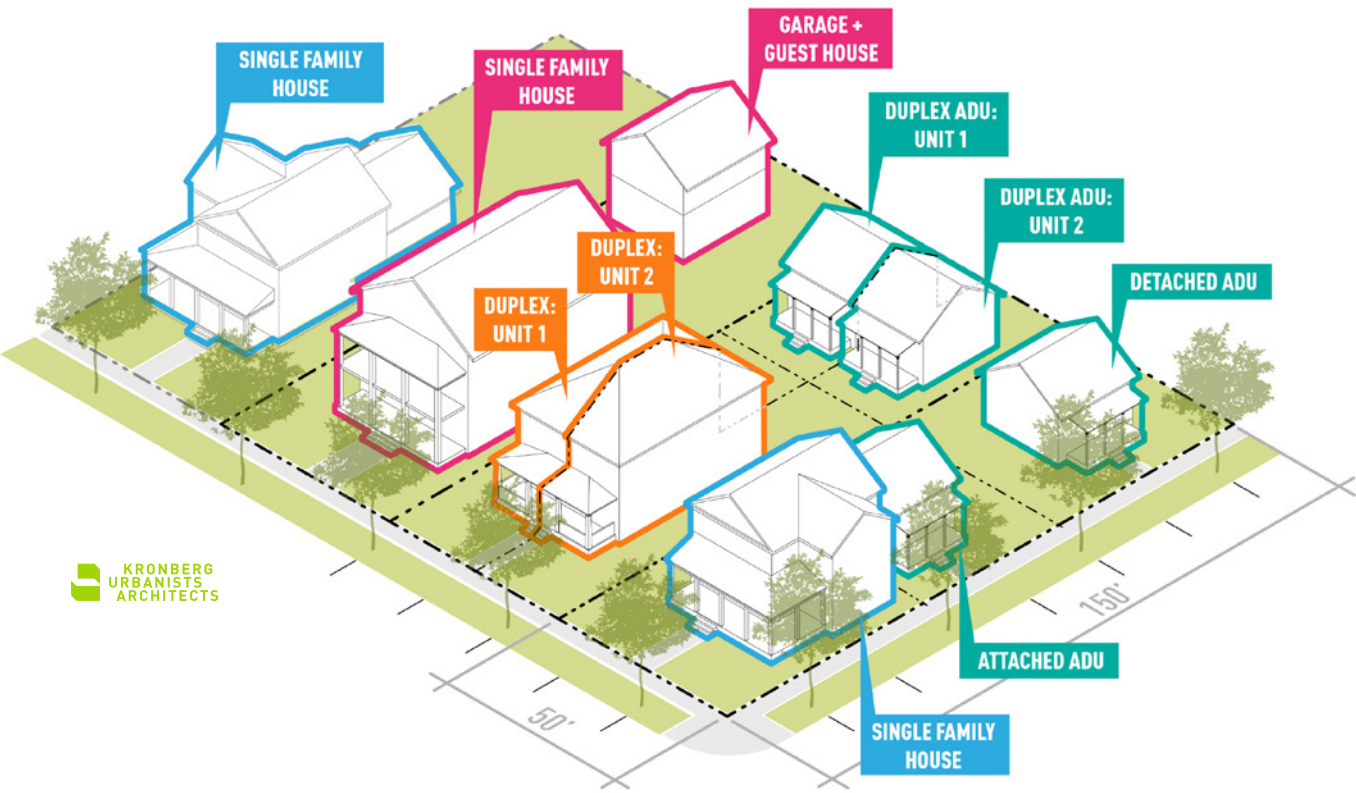 GARAGE +
GUEST HOUSE
SINGLE FAMILY
HOUSE
SINGLE FAMILY
HOUSE
DUPLEX ADU:
UNIT 1
DUPLEX ADU:
UNIT 2
DUPLEX:
UNIT 2
DETACHED ADU
DUPLEX:
UNIT 1
KRONBERG
URBANISTS
ARCHITECTS
150'
ATTACHED ADU
50'
SINGLE FAMILY
HOUSE